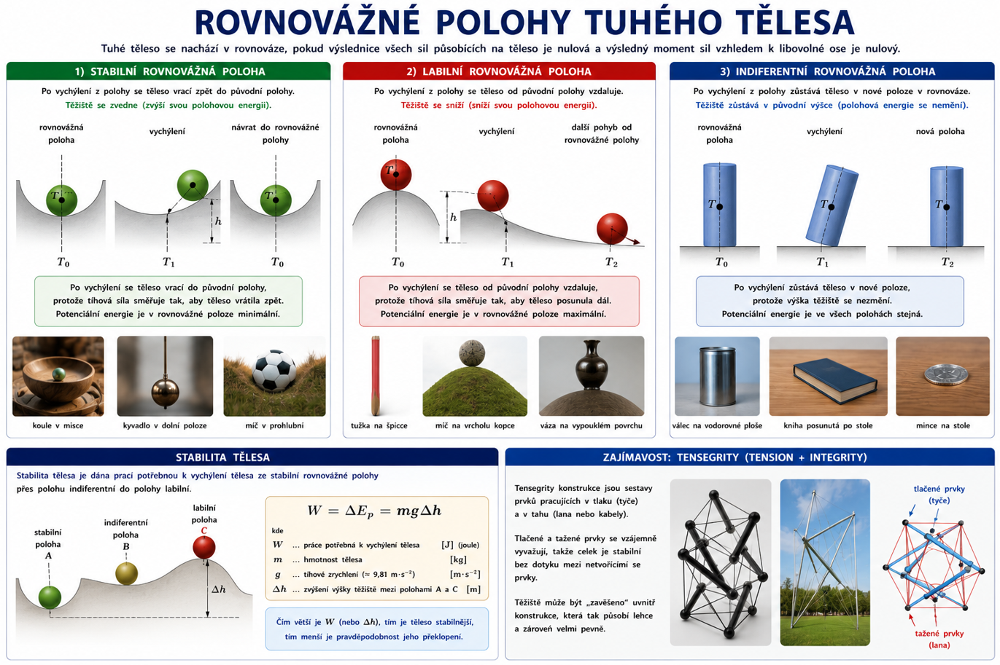 ROVNOVÁŽNÉ POLOHY TUHÉHO TĚLESA
Tuhé těleso se nachází v rovnováze, pokud výslednice všech sil působících na těleso je nulová a výsledný moment sil vzhledem k libovolné ose je nulový.
1) STABILNÍ ROVNOVÁŽNÁ POLOHA
Po vychýlení z polohy se těleso vrací zpět do původní polohy.
Těžiště se zvedne (zvýší svou polohovou energii).
rovnovážná
poloha
vychýlení
návrat do rovnovážné
polohy
T
T
h
T₀
T₁
T₀
Po vychýlení se těleso vrací do původní polohy,
protože tíhová síla směřuje tak, aby těleso vrátila zpět.
Potenciální energie je v rovnovážné poloze minimální.
koule v misce
kyvadlo v dolní poloze
míč v prohlubni
2) LABILNÍ ROVNOVÁŽNÁ POLOHA
Po vychýlení z polohy se těleso od původní polohy vzdaluje.
Těžiště se sníží (sníží svou polohovou energii).
rovnovážná
poloha
vychýlení
další pohyb od
rovnovážné polohy
T
h
T₀
T₁
T₂
Po vychýlení se těleso od původní polohy vzdaluje,
protože tíhová síla směřuje tak, aby těleso posunula dál.
Potenciální energie je v rovnovážné poloze maximální.
tužka na špicce
míč na vrcholu kopce
váza na vypouklém povrchu
3) INDIFERENTNÍ ROVNOVÁŽNÁ POLOHA
Po vychýlení z polohy zůstává těleso v nové poloze v rovnováze.
Těžiště zůstává v původní výšce (polohová energie se nemění).
rovnovážná
poloha
vychýlení
nová poloha
T
T
T
T₀
T₁
T₂
Po vychýlení zůstává těleso v nové poloze,
protože výška těžiště se nezmění.
Potenciální energie je ve všech polohách stejná.
válec na vodorovné ploše
kniha posunutá po stole
mince na stole
STABILITA TĚLESA
Stabilita tělesa je dána prací potřebnou k vychýlení tělesa ze stabilní rovnovážné polohy
přes polohu indiferentní do polohy labilní.
stabilní
poloha
A
indiferentní
poloha
B
labilní
poloha
C
Δh
W = ΔEₚ = mgΔh
kde
W ... práce potřebná k vychýlení tělesa [J] (joule)
m ... hmotnost tělesa [kg]
g ... tíhové zrychlení (≈ 9,81 m·s⁻²) [m·s⁻²]
Δh ... zvýšení výšky těžiště mezi polohami A a C [m]
Čím větší je W (nebo Δh), tím je těleso stabilnější,
tím menší je pravděpodobnost jeho překlopení.
ZAJÍMAVOST: TENSEGRITY (TENSION + INTEGRITY)
Tensegrity konstrukce jsou sestavy
prvků pracujících v tlaku (tyče)
a v tahu (lana nebo kabely).
Tlačené a tažené prvky se vzájemně
vyvažují, takže celek je stabilní
bez dotyku mezi netvořícími se
prvky.
Těžiště může být „zavěšeno“ uvnitř
konstrukce, která tak působí lehce
a zároveň velmi pevně.
tlačené prvky
(tyče)
tažené prvky
(lana)